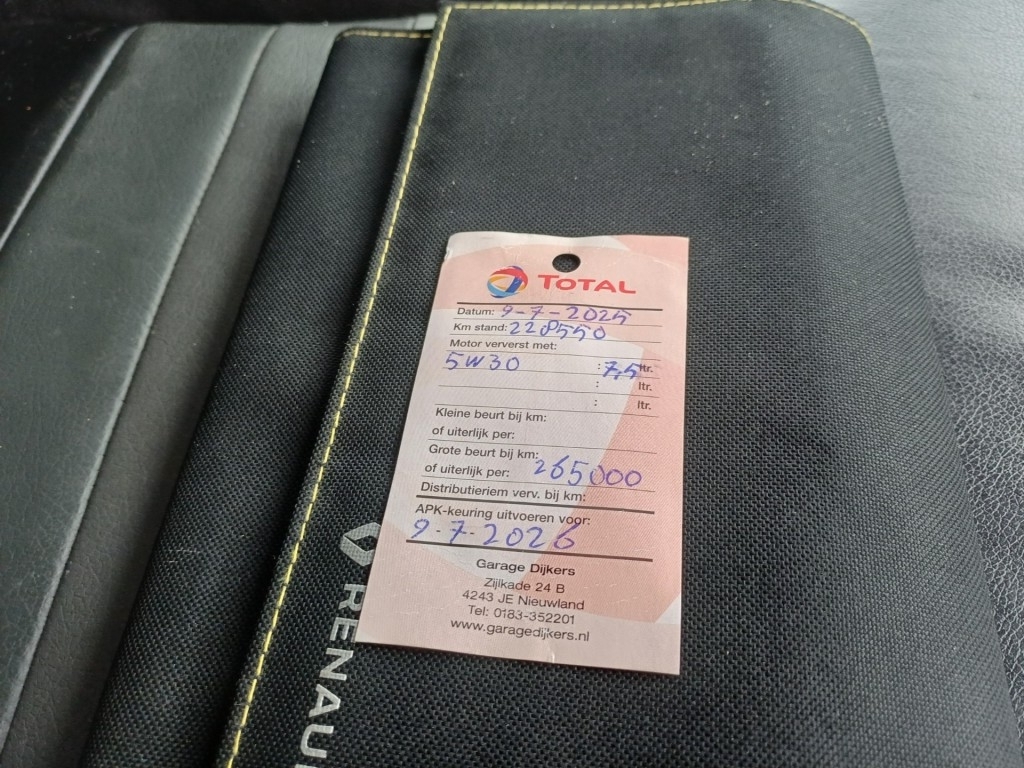 TOTAL
Datum: 9-7-2025
Km stand: 228550
Motor ververst met:
5W30 : 7,5 ltr.
: ltr.
: ltr.
Kleine beurt bij km:
of uiterlijk per:
Grote beurt bij km:
of uiterlijk per: 265000
Distributieriem verv. bij km:
APK-keuring uitvoeren voor:
9-7-2026
Garage Dijkers
Zijlkade 24 B
4243 JE Nieuwland
Tel: 0183-352201
www.garagedijkers.nl
RENAUL